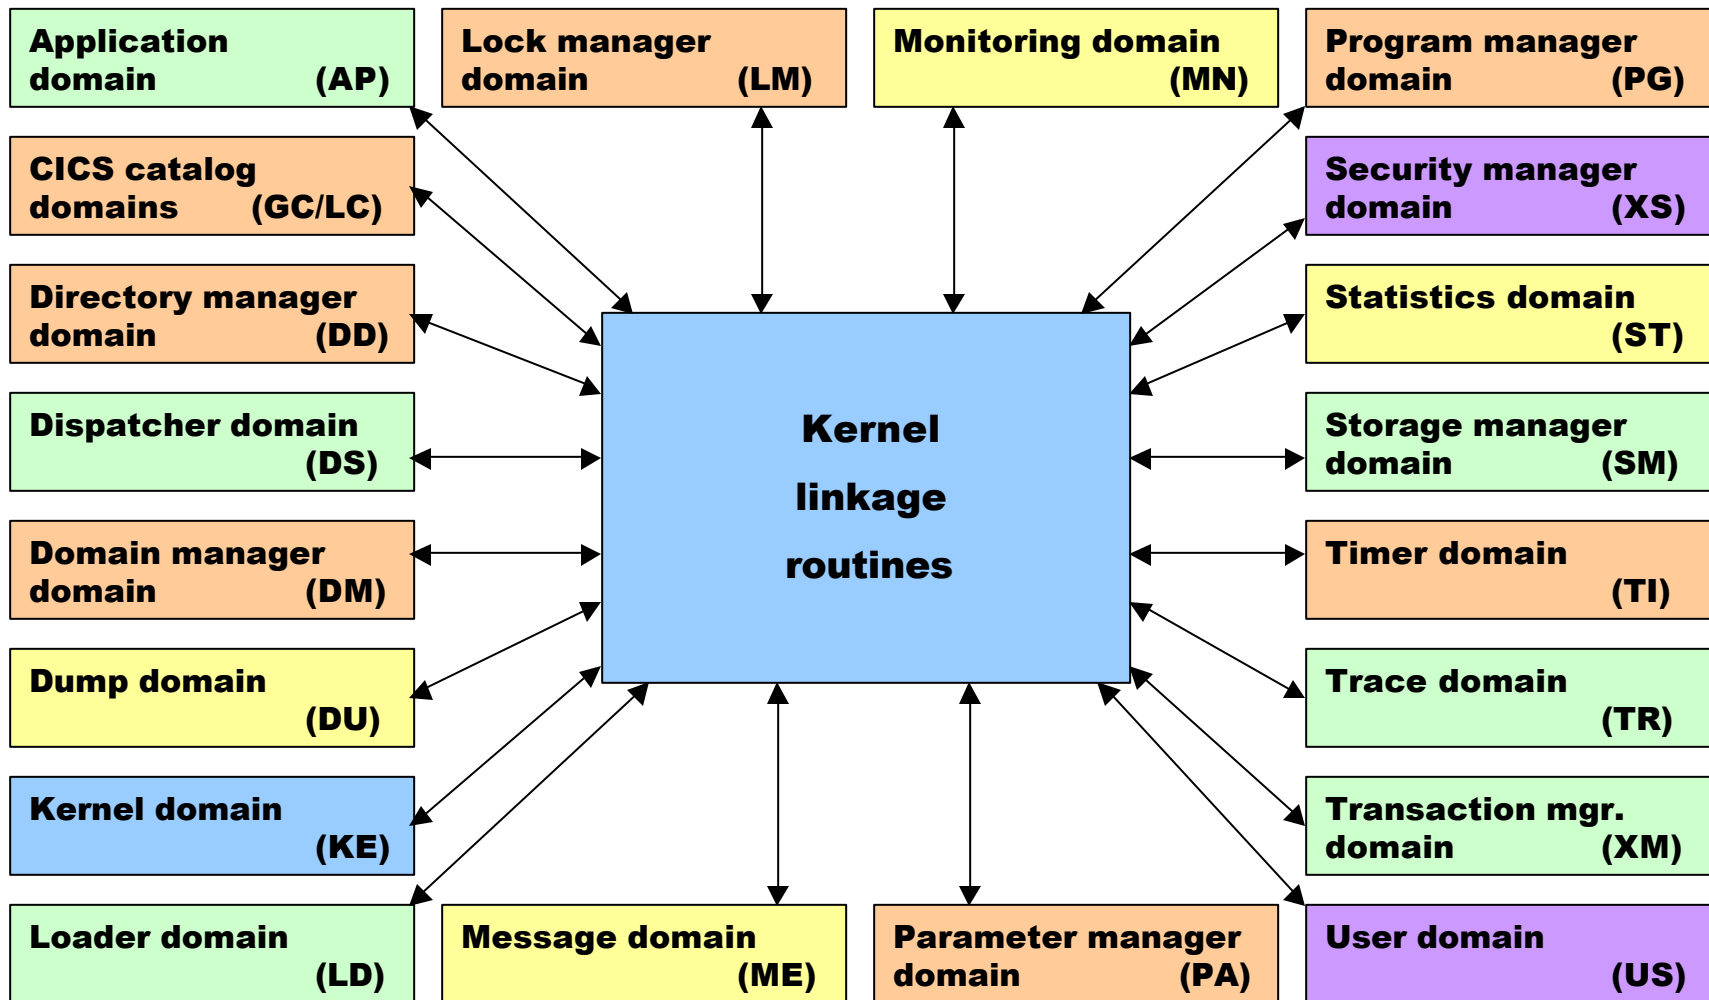 Application
domain (AP)
Lock manager
domain (LM)
Monitoring domain
(MN)
Program manager
domain (PG)
CICS catalog
domains (GC/LC)
Security manager
domain (XS)
Directory manager
domain (DD)
Statistics domain
(ST)
Dispatcher domain
(DS)
Kernel
linkage
routines
Storage manager
domain (SM)
Domain manager
domain (DM)
Timer domain
(TI)
Dump domain
(DU)
Trace domain
(TR)
Kernel domain
(KE)
Transaction mgr.
domain (XM)
Loader domain
(LD)
Message domain
(ME)
Parameter manager
domain (PA)
User domain
(US)